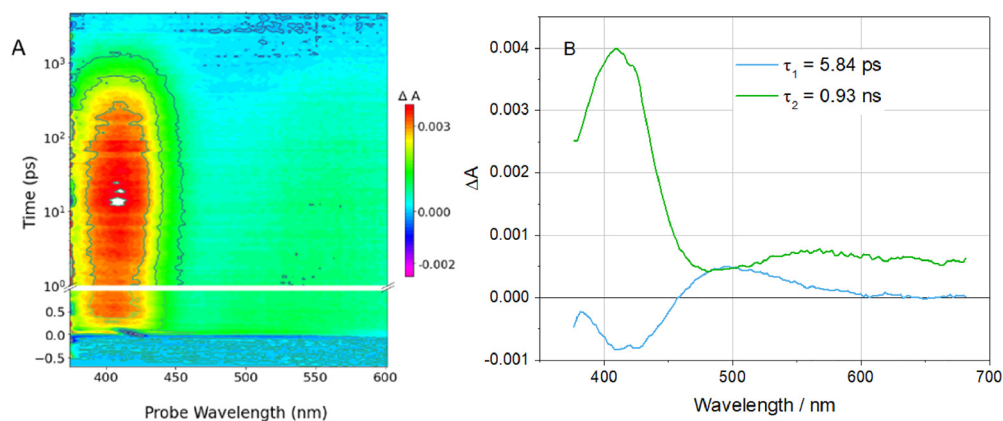 A
Time (ps)
10³
10²
10¹
10⁰
0.5
0.0
−0.5
400
450
500
550
600
Probe Wavelength (nm)
Δ A
0.003
0.000
-0.002
B
ΔA
0.004
0.003
0.002
0.001
0.000
-0.001
τ₁ = 5.84 ps
τ₂ = 0.93 ns
400
500
600
700
Wavelength / nm